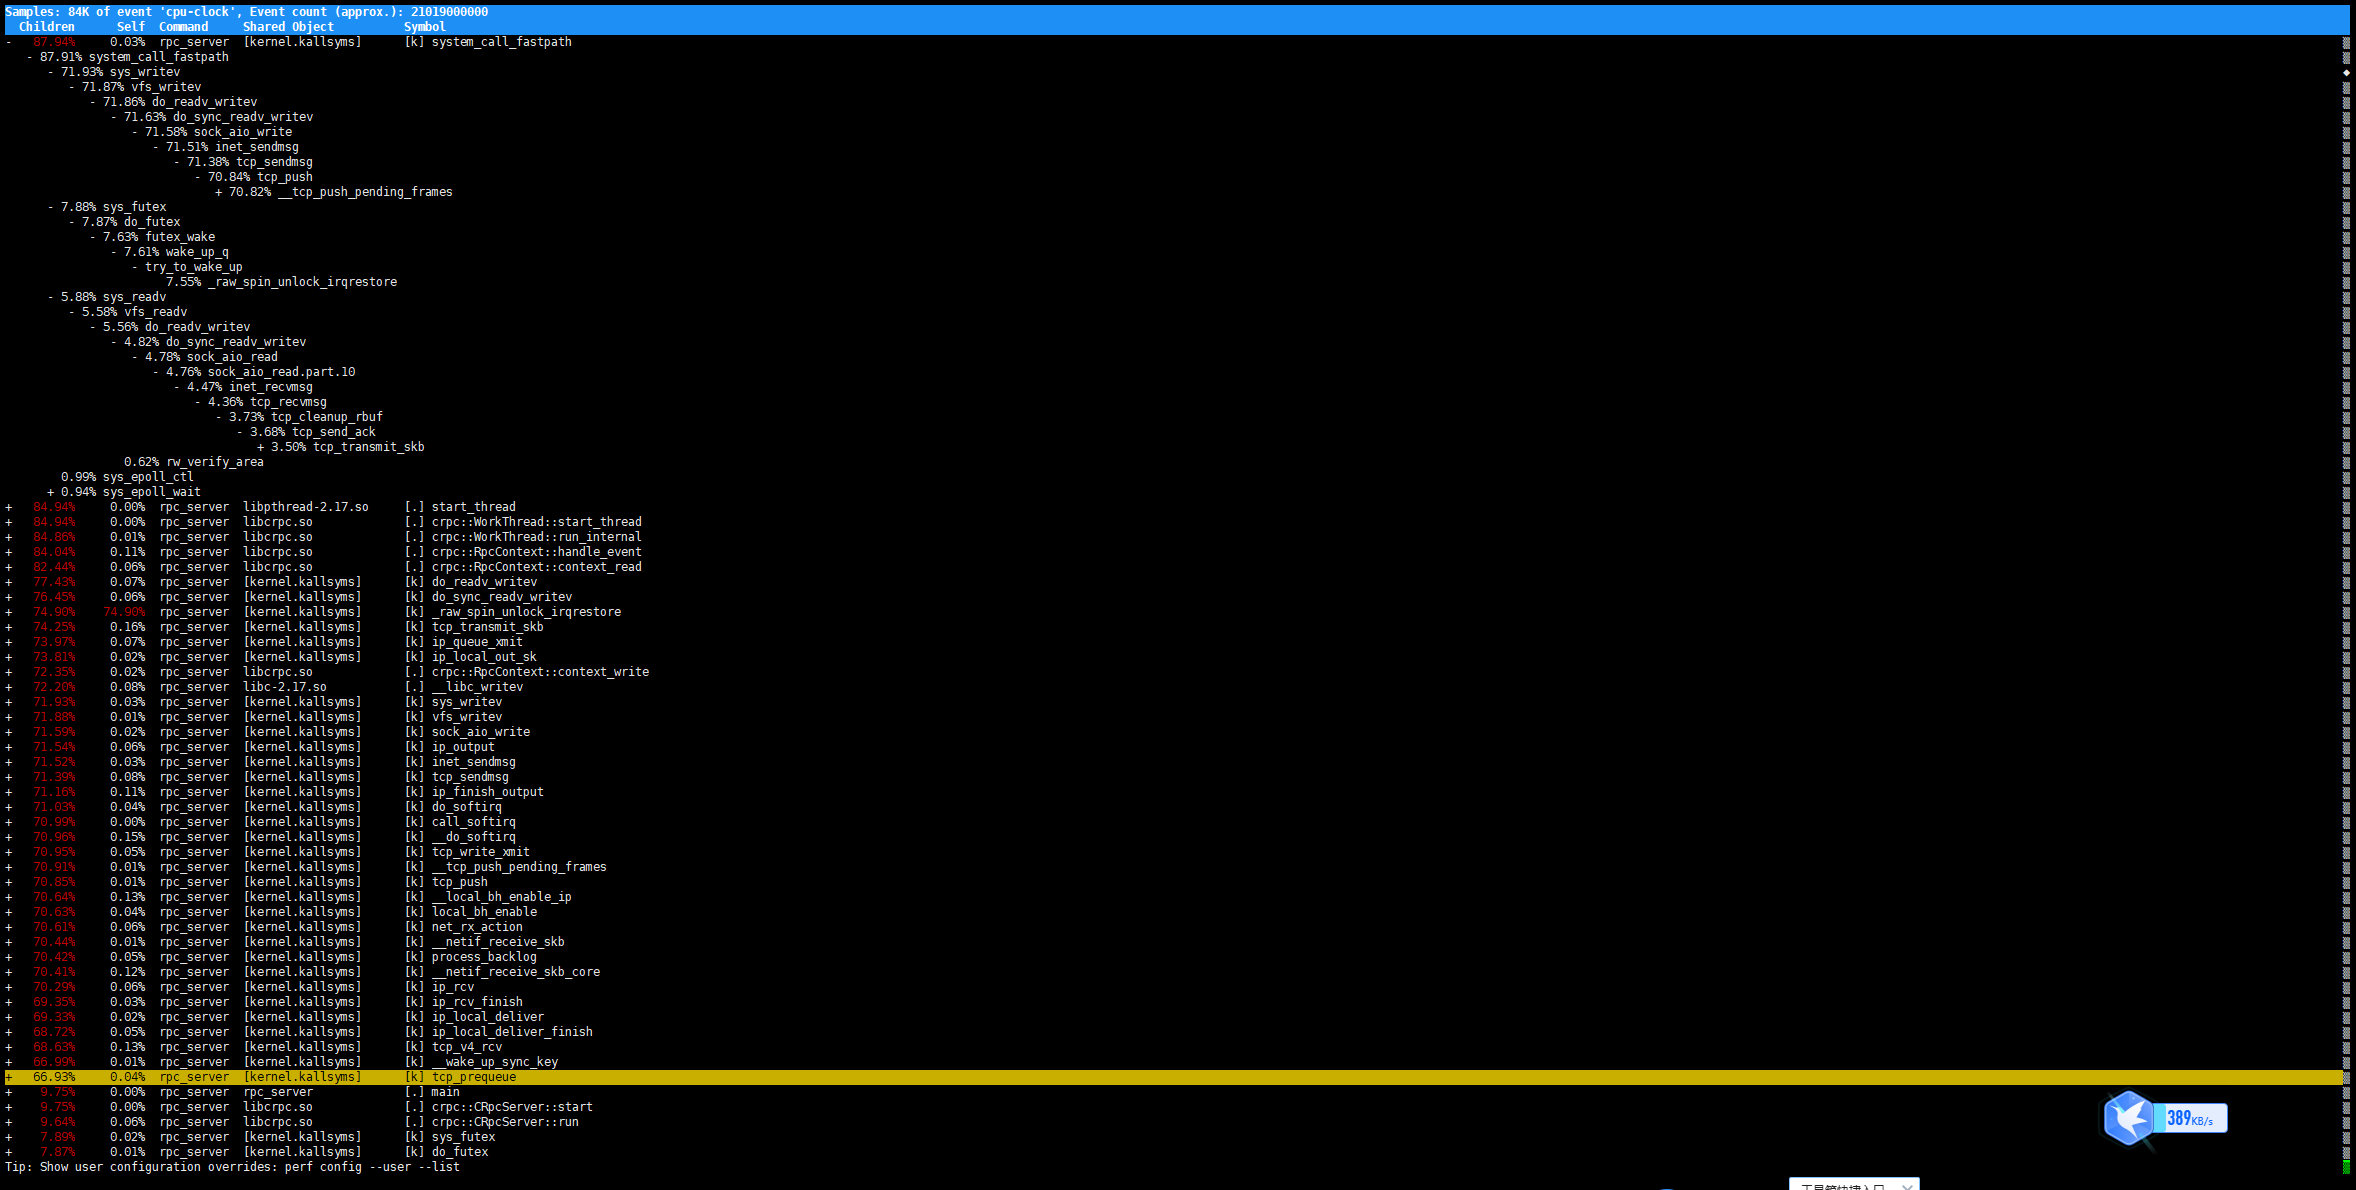 Samples: 84K of event 'cpu-clock', Event count (approx.): 21019000000
Children Self Command Shared Object Symbol
- 87.94% 0.03% rpc_server [kernel.kallsyms] [k] system_call_fastpath
- 87.91% system_call_fastpath
- 71.93% sys_writev
- 71.87% vfs_writev
- 71.86% do_readv_writev
- 71.63% do_sync_readv_writev
- 71.58% sock_aio_write
- 71.51% inet_sendmsg
- 71.38% tcp_sendmsg
- 70.84% tcp_push
+ 70.82% __tcp_push_pending_frames
- 7.88% sys_futex
- 7.87% do_futex
- 7.63% futex_wake
- 7.61% wake_up_q
- try_to_wake_up
7.55% _raw_spin_unlock_irqrestore
- 5.88% sys_readv
- 5.58% vfs_readv
- 5.56% do_readv_writev
- 4.82% do_sync_readv_writev
- 4.78% sock_aio_read
- 4.76% sock_aio_read.part.10
- 4.47% inet_recvmsg
- 4.36% tcp_recvmsg
- 3.73% tcp_cleanup_rbuf
- 3.68% tcp_send_ack
+ 3.50% tcp_transmit_skb
0.62% rw_verify_area
0.99% sys_epoll_ctl
+ 0.94% sys_epoll_wait
+ 84.94% 0.00% rpc_server libpthread-2.17.so [.] start_thread
+ 84.94% 0.00% rpc_server libcrpc.so [.] crpc::WorkThread::start_thread
+ 84.86% 0.01% rpc_server libcrpc.so [.] crpc::WorkThread::run_internal
+ 84.04% 0.11% rpc_server libcrpc.so [.] crpc::RpcContext::handle_event
+ 82.44% 0.06% rpc_server libcrpc.so [.] crpc::RpcContext::context_read
+ 77.43% 0.07% rpc_server [kernel.kallsyms] [k] do_readv_writev
+ 76.45% 0.06% rpc_server [kernel.kallsyms] [k] do_sync_readv_writev
+ 74.90% 74.90% rpc_server [kernel.kallsyms] [k] _raw_spin_unlock_irqrestore
+ 74.25% 0.16% rpc_server [kernel.kallsyms] [k] tcp_transmit_skb
+ 73.97% 0.07% rpc_server [kernel.kallsyms] [k] ip_queue_xmit
+ 73.81% 0.02% rpc_server [kernel.kallsyms] [k] ip_local_out_sk
+ 72.35% 0.02% rpc_server libcrpc.so [.] crpc::RpcContext::context_write
+ 72.20% 0.08% rpc_server libc-2.17.so [.] __libc_writev
+ 71.93% 0.03% rpc_server [kernel.kallsyms] [k] sys_writev
+ 71.88% 0.01% rpc_server [kernel.kallsyms] [k] vfs_writev
+ 71.59% 0.02% rpc_server [kernel.kallsyms] [k] sock_aio_write
+ 71.54% 0.06% rpc_server [kernel.kallsyms] [k] ip_output
+ 71.52% 0.03% rpc_server [kernel.kallsyms] [k] inet_sendmsg
+ 71.39% 0.08% rpc_server [kernel.kallsyms] [k] tcp_sendmsg
+ 71.16% 0.11% rpc_server [kernel.kallsyms] [k] ip_finish_output
+ 71.03% 0.04% rpc_server [kernel.kallsyms] [k] do_softirq
+ 70.99% 0.00% rpc_server [kernel.kallsyms] [k] call_softirq
+ 70.96% 0.15% rpc_server [kernel.kallsyms] [k] __do_softirq
+ 70.95% 0.05% rpc_server [kernel.kallsyms] [k] tcp_write_xmit
+ 70.91% 0.01% rpc_server [kernel.kallsyms] [k] __tcp_push_pending_frames
+ 70.85% 0.01% rpc_server [kernel.kallsyms] [k] tcp_push
+ 70.64% 0.13% rpc_server [kernel.kallsyms] [k] __local_bh_enable_ip
+ 70.63% 0.04% rpc_server [kernel.kallsyms] [k] local_bh_enable
+ 70.61% 0.06% rpc_server [kernel.kallsyms] [k] net_rx_action
+ 70.44% 0.01% rpc_server [kernel.kallsyms] [k] __netif_receive_skb
+ 70.42% 0.05% rpc_server [kernel.kallsyms] [k] process_backlog
+ 70.41% 0.12% rpc_server [kernel.kallsyms] [k] __netif_receive_skb_core
+ 70.29% 0.06% rpc_server [kernel.kallsyms] [k] ip_rcv
+ 69.35% 0.03% rpc_server [kernel.kallsyms] [k] ip_rcv_finish
+ 69.33% 0.02% rpc_server [kernel.kallsyms] [k] ip_local_deliver
+ 68.72% 0.05% rpc_server [kernel.kallsyms] [k] ip_local_deliver_finish
+ 68.63% 0.13% rpc_server [kernel.kallsyms] [k] tcp_v4_rcv
+ 66.99% 0.01% rpc_server [kernel.kallsyms] [k] __wake_up_sync_key
+ 66.93% 0.04% rpc_server [kernel.kallsyms] [k] tcp_prequeue
+ 9.75% 0.00% rpc_server rpc_server [.] main
+ 9.75% 0.00% rpc_server libcrpc.so [.] crpc::CRpcServer::start
+ 9.64% 0.06% rpc_server libcrpc.so [.] crpc::CRpcServer::run
+ 7.89% 0.02% rpc_server [kernel.kallsyms] [k] sys_futex
+ 7.87% 0.01% rpc_server [kernel.kallsyms] [k] do_futex
389KB/s
Tip: Show user configuration overrides: perf config --user --list